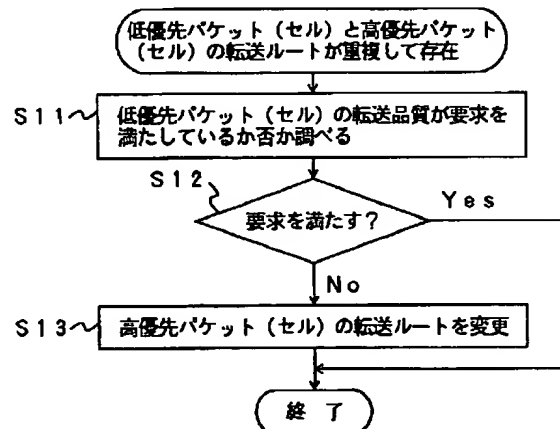 低優先パケット(セル)と高優先パケット
(セル)の転送ルートが重複して存在
S11
低優先パケット(セル)の転送品質が要求を
満たしているか否か調べる
S12
要求を満たす?
Yes
No
S13
高優先パケット(セル)の転送ルートを変更
終 了